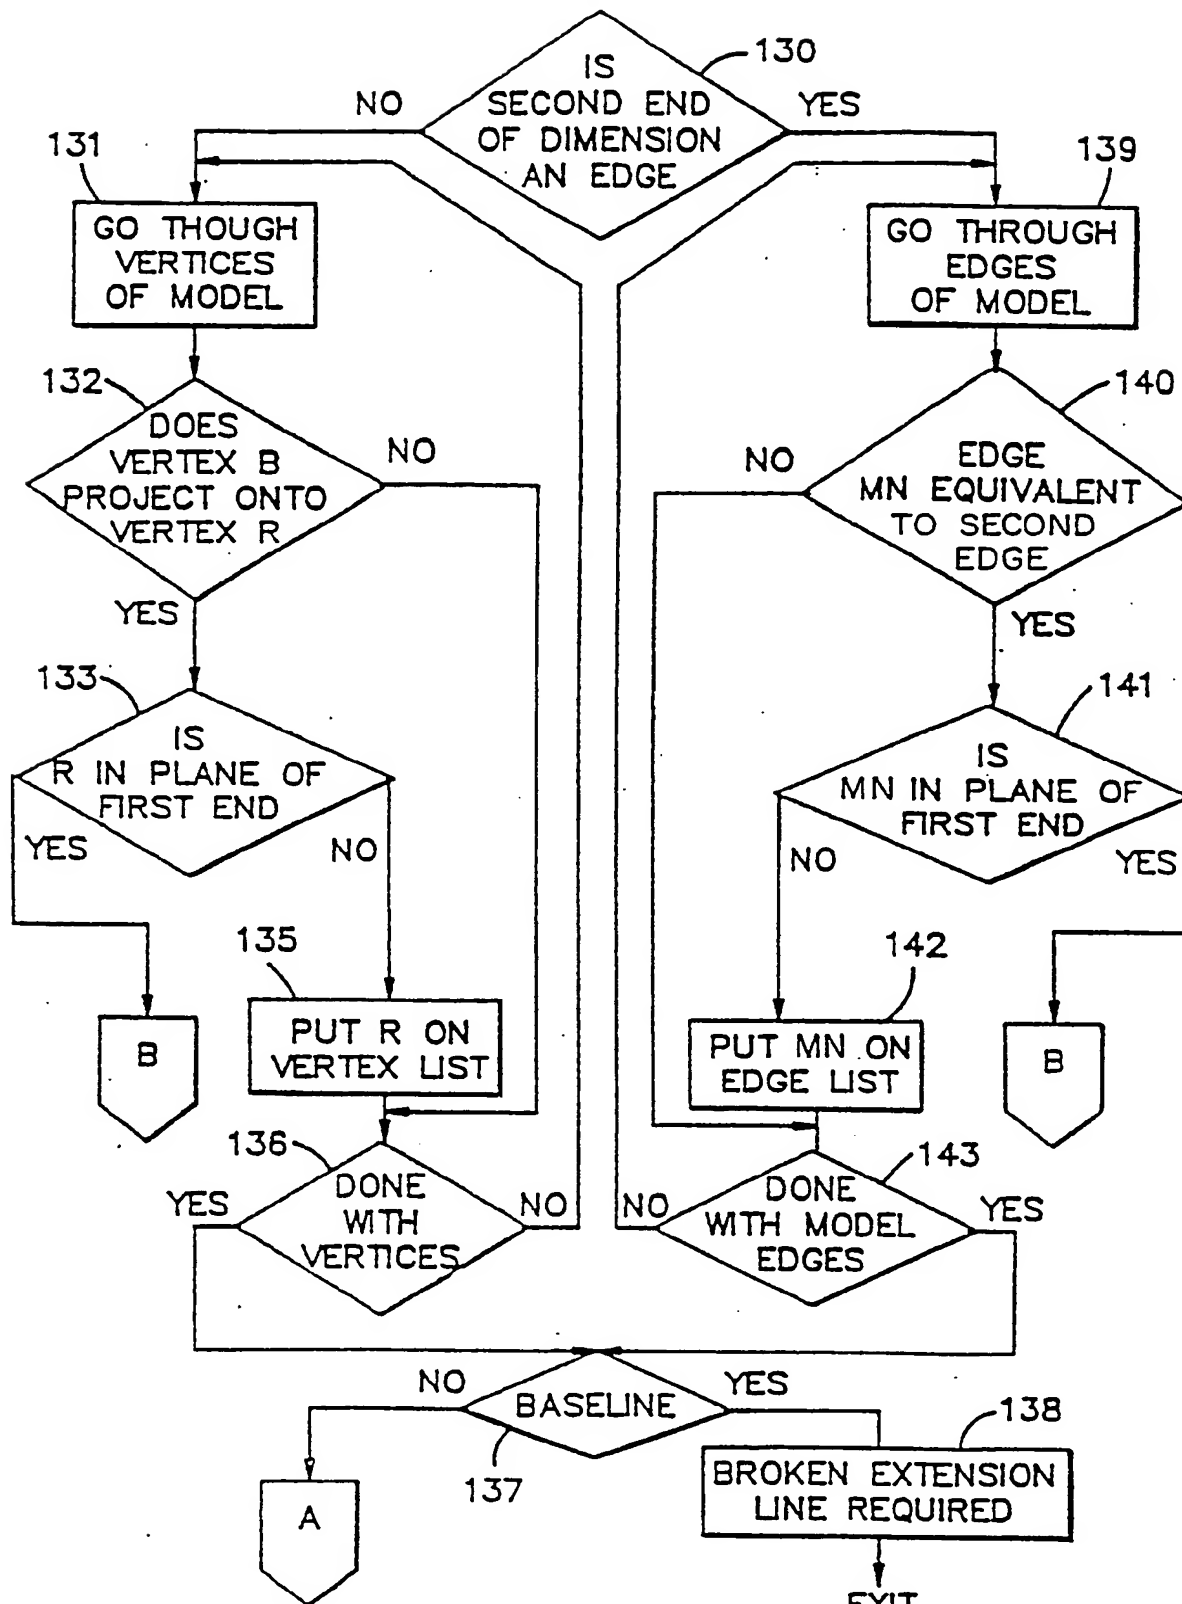 130
IS
SECOND END
OF DIMENSION
AN EDGE
NO
YES
131
GO THOUGH
VERTICES
OF MODEL
139
GO THROUGH
EDGES
OF MODEL
132
DOES
VERTEX B
PROJECT ONTO
VERTEX R
NO
YES
140
EDGE
MN EQUIVALENT
TO SECOND
EDGE
NO
YES
133
IS
R IN PLANE OF
FIRST END
YES
NO
141
IS
MN IN PLANE OF
FIRST END
NO
YES
B
135
PUT R ON
VERTEX LIST
142
PUT MN ON
EDGE LIST
B
136
DONE
WITH
VERTICES
YES
NO
143
DONE
WITH MODEL
EDGES
NO
YES
BASELINE
NO
YES
137
A
138
BROKEN EXTENSION
LINE REQUIRED
EXIT